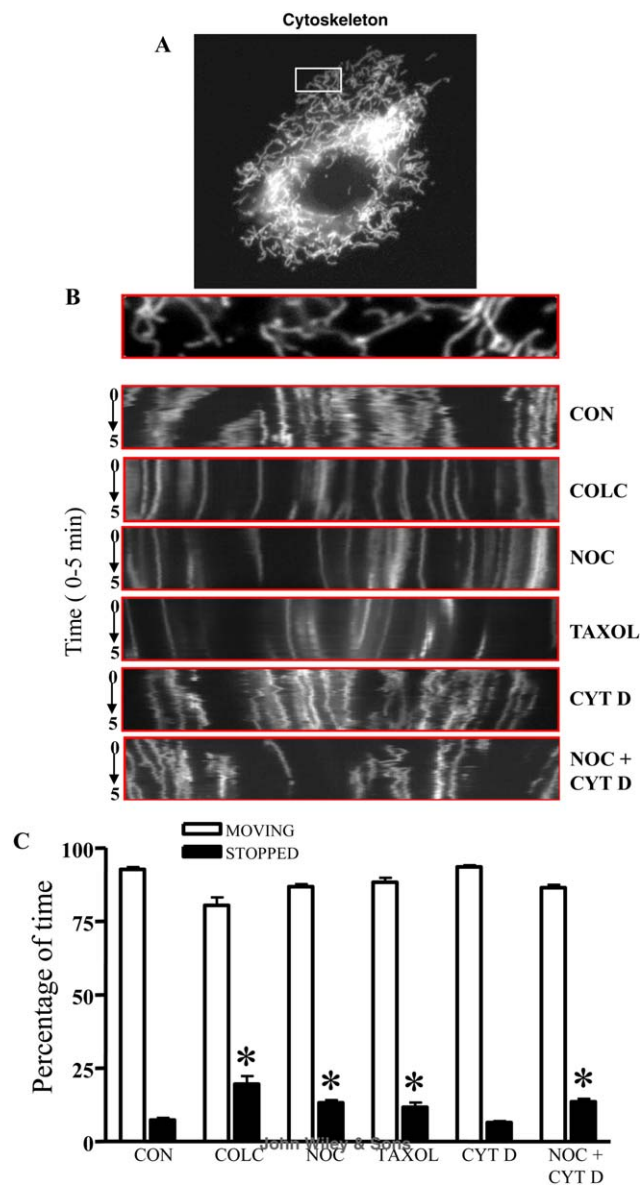 Cytoskeleton
A
B
0
5
CON
0
5
COLC
0
5
NOC
0
5
TAXOL
0
5
CYT D
0
5
NOC +
CYT D
Time ( 0-5 min)
C
MOVING
STOPPED
100
75
50
25
0
Percentage of time
* * * *
John Wiley & Sons
CON COLC NOC TAXOL CYT D NOC +
CYT D